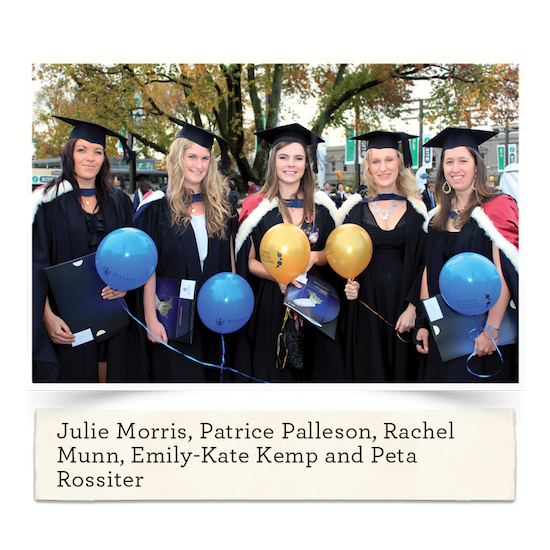 Julie Morris, Patrice Palleson, Rachel
Munn, Emily-Kate Kemp and Peta
Rossiter